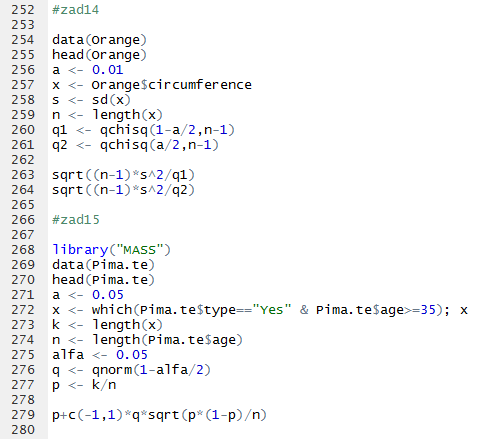 252 #zad14
253
254 data(Orange)
255 head(Orange)
256 a <- 0.01
257 x <- Orange$circumference
258 s <- sd(x)
259 n <- length(x)
260 q1 <- qchisq(1-a/2,n-1)
261 q2 <- qchisq(a/2,n-1)
262
263 sqrt((n-1)*s^2/q1)
264 sqrt((n-1)*s^2/q2)
265
266 #zad15
267
268 library("MASS")
269 data(Pima.te)
270 head(Pima.te)
271 a <- 0.05
272 x <- which(Pima.te$type=="Yes" & Pima.te$age>=35); x
273 k <- length(x)
274 n <- length(Pima.te$age)
275 alfa <- 0.05
276 q <- qnorm(1-alfa/2)
277 p <- k/n
278
279 p+c(-1,1)*q*sqrt(p*(1-p)/n)
280